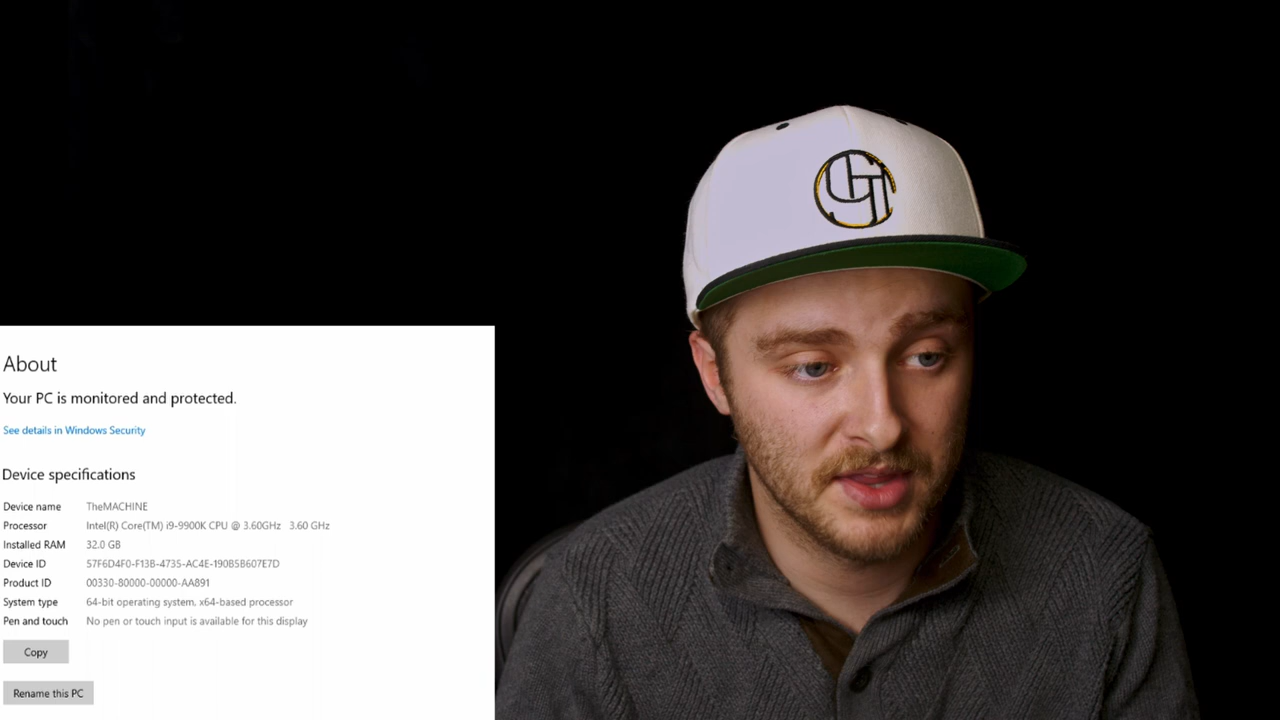 About
Your PC is monitored and protected.
See details in Windows Security
Device specifications
Device name TheMACHINE
Processor Intel(R) Core(TM) i9-9900K CPU @ 3.60GHz 3.60 GHz
Installed RAM 32.0 GB
Device ID 57F6D4F0-F13B-4735-AC4E-190B5B607E7D
Product ID 00330-80000-00000-AA891
System type 64-bit operating system, x64-based processor
Pen and touch No pen or touch input is available for this display
Copy
Rename this PC